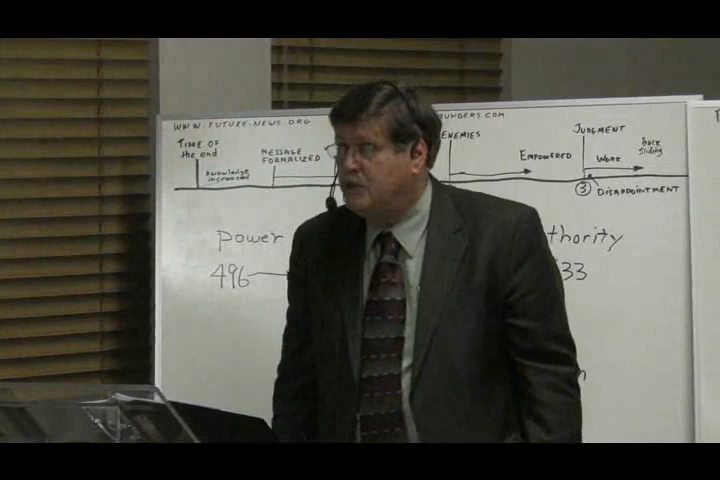 WWW.FUTURE-NEWS.ORG
UNDERS.COM
TIME OF
the end
Knowledge
increased
MESSAGE
FORMALIZED
ENEMIES
EMPOWERED
JUDGMENT
WORK
Back
Sliding
3
DISAPPOINTMENT
power
thority
496
33